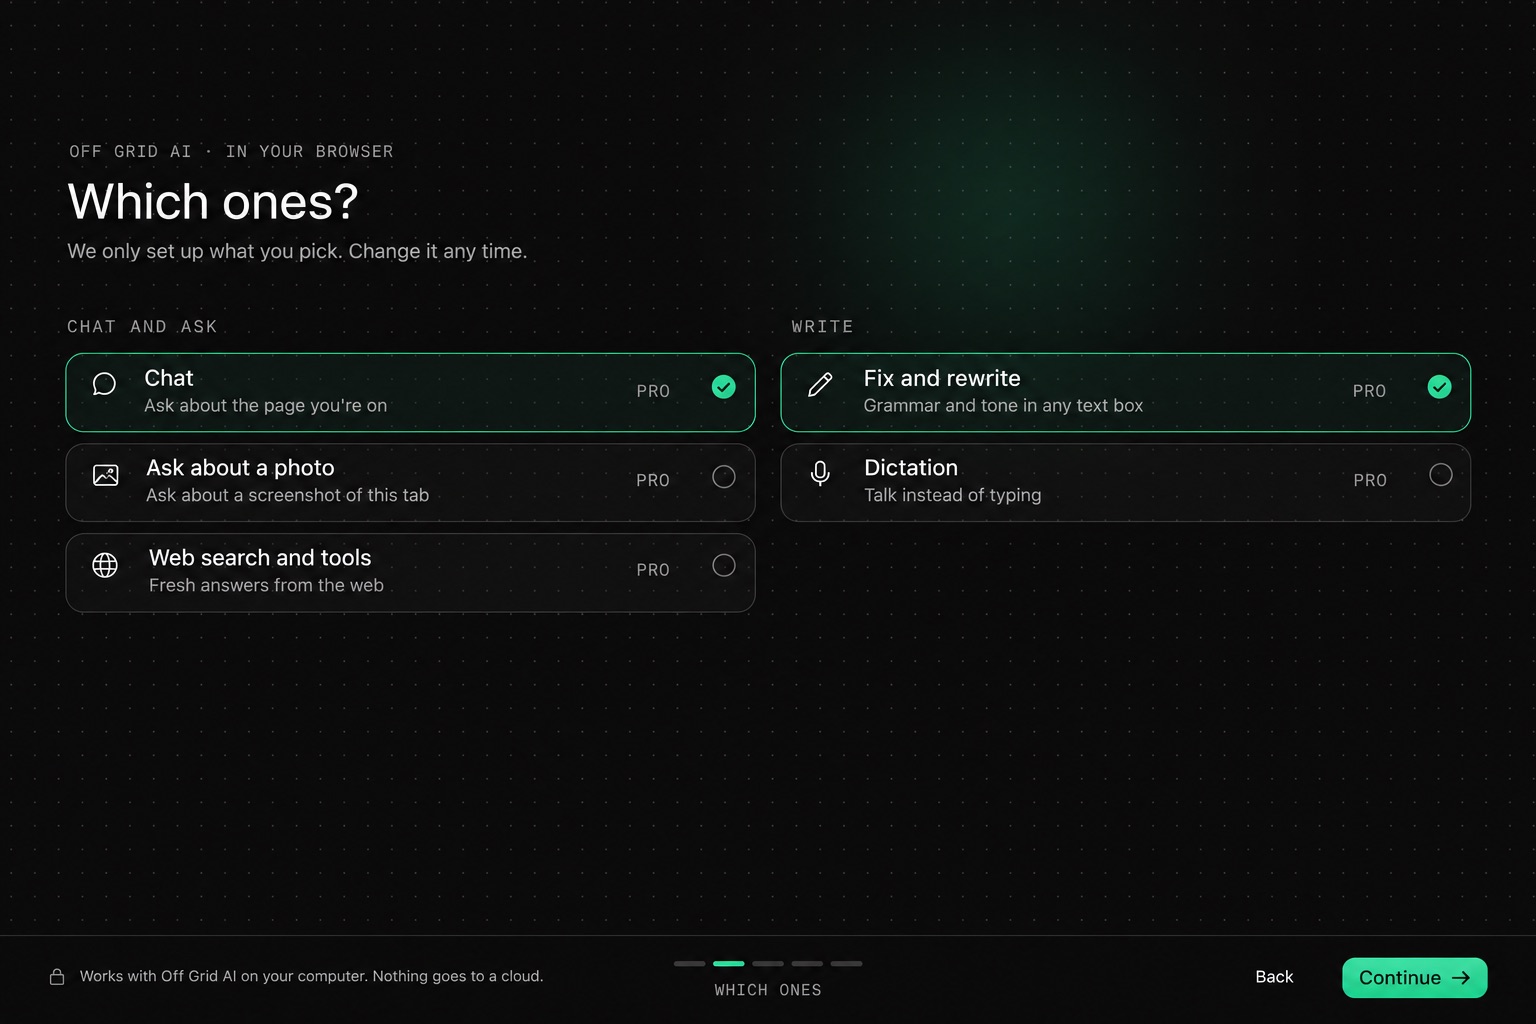 OFF GRID AI · IN YOUR BROWSER
Which ones?
We only set up what you pick. Change it any time.
CHAT AND ASK
Chat
Ask about the page you're on
PRO
Ask about a photo
Ask about a screenshot of this tab
PRO
Web search and tools
Fresh answers from the web
PRO
WRITE
Fix and rewrite
Grammar and tone in any text box
PRO
Dictation
Talk instead of typing
PRO
Works with Off Grid AI on your computer. Nothing goes to a cloud.
WHICH ONES
Back
Continue →